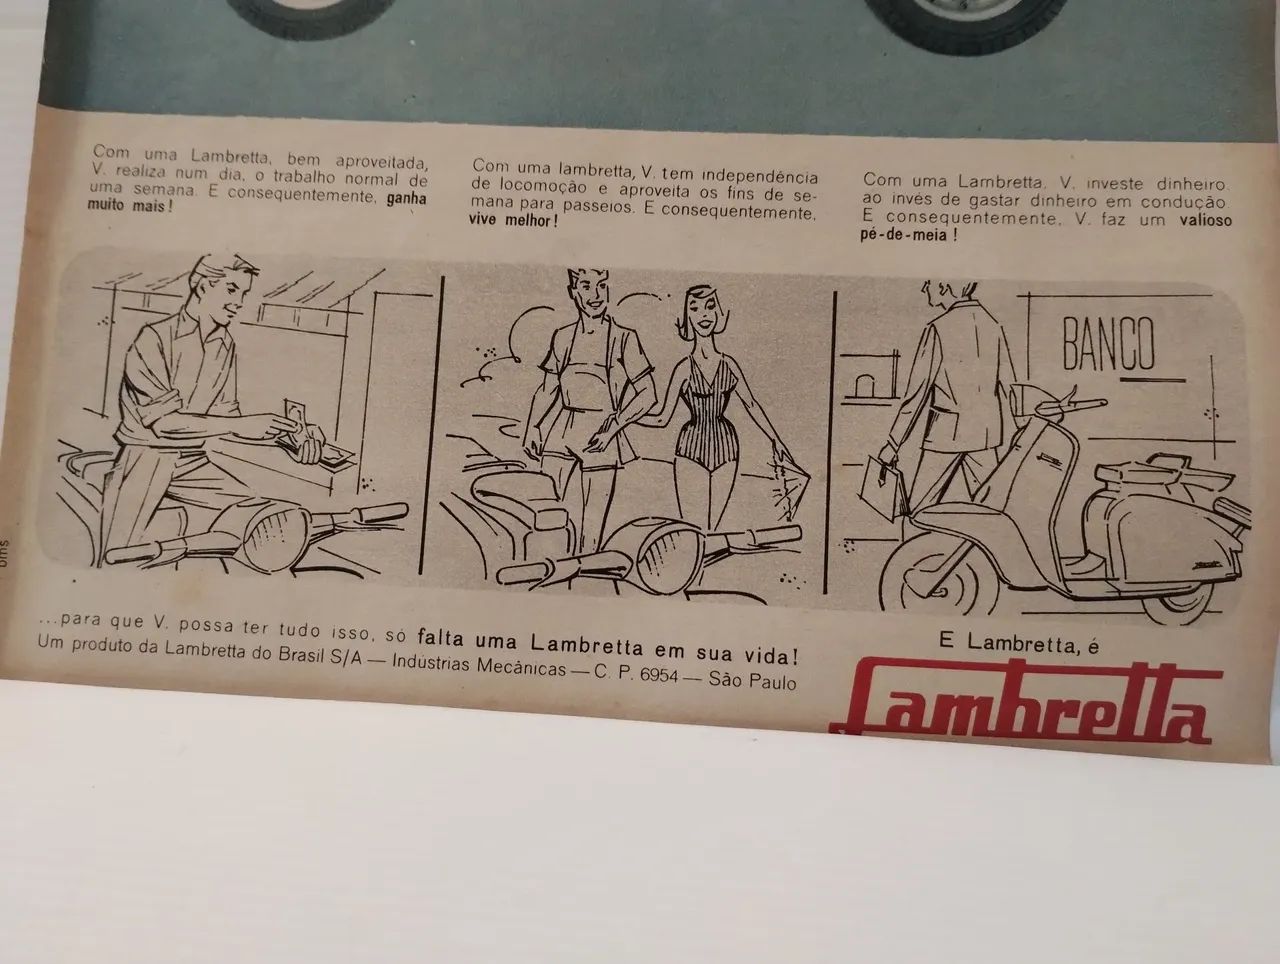 Com uma Lambretta, bem aproveitada,
V. realiza num dia, o trabalho normal de
uma semana. E consequentemente, ganha
muito mais!
Com uma lambretta, V. tem independência
de locomoção e aproveita os fins de se-
mana para passeios. E consequentemente,
vive melhor!
Com uma Lambretta, V. investe dinheiro
ao invés de gastar dinheiro em condução.
E consequentemente, V. faz um valioso
pé-de-meia!
BANCO
...para que V. possa ter tudo isso, só falta uma Lambretta em sua vida!
Um produto da Lambretta do Brasil S/A — Indústrias Mecânicas — C. P. 6954 — São Paulo
E Lambretta, é
Lambretta